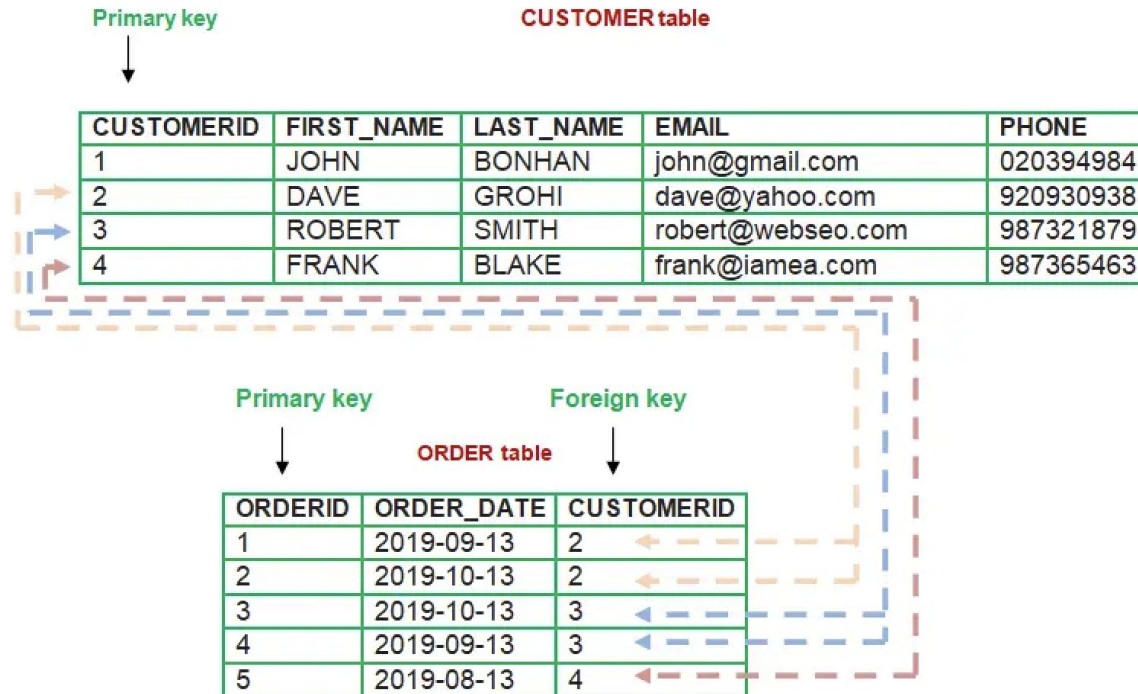 Primary key CUSTOMER table
CUSTOMERID FIRST_NAME LAST_NAME EMAIL PHONE
1 JOHN BONHAN john@gmail.com 020394984
2 DAVE GROHI dave@yahoo.com 920930938
3 ROBERT SMITH robert@webseo.com 987321879
4 FRANK BLAKE frank@iamea.com 987365463
Primary key Foreign key
ORDER table
ORDERID ORDER_DATE CUSTOMERID
1 2019-09-13 2
2 2019-10-13 2
3 2019-10-13 3
4 2019-09-13 3
5 2019-08-13 4